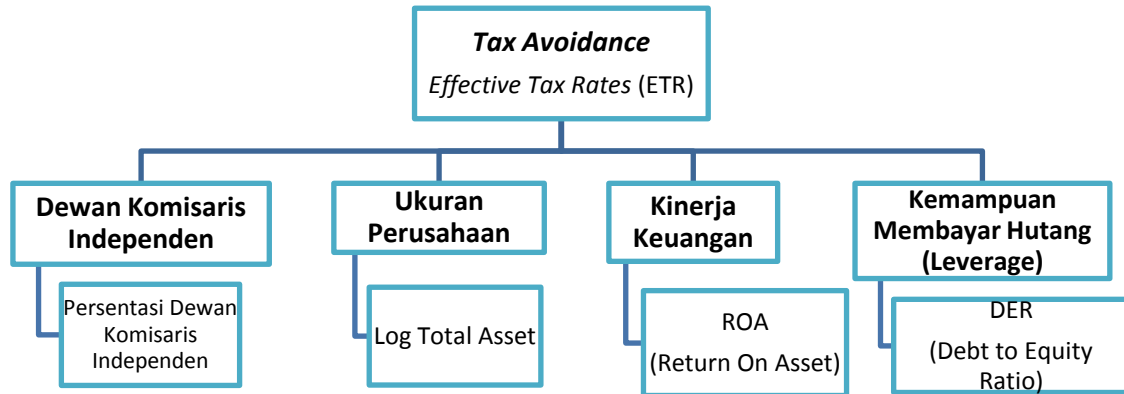 Tax Avoidance
Effective Tax Rates (ETR)
Dewan Komisaris
Independen
Persentasi Dewan
Komisaris
Independen
Ukuran
Perusahaan
Log Total Asset
Kinerja
Keuangan
ROA
(Return On Asset)
Kemampuan
Membayar Hutang
(Leverage)
DER
(Debt to Equity
Ratio)